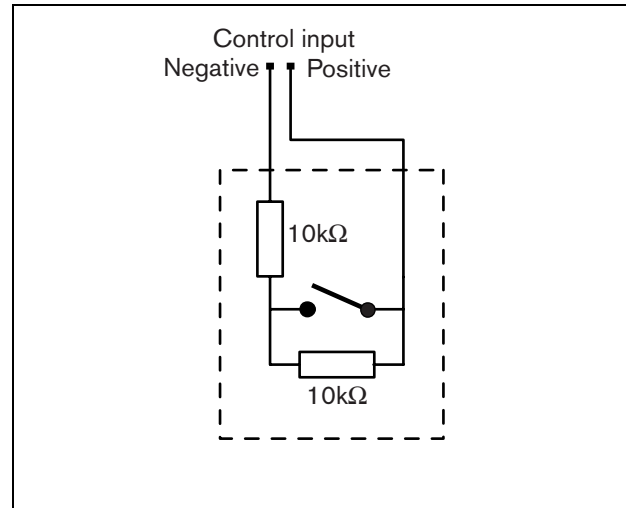 Control input
Negative Positive
10kΩ
10kΩ